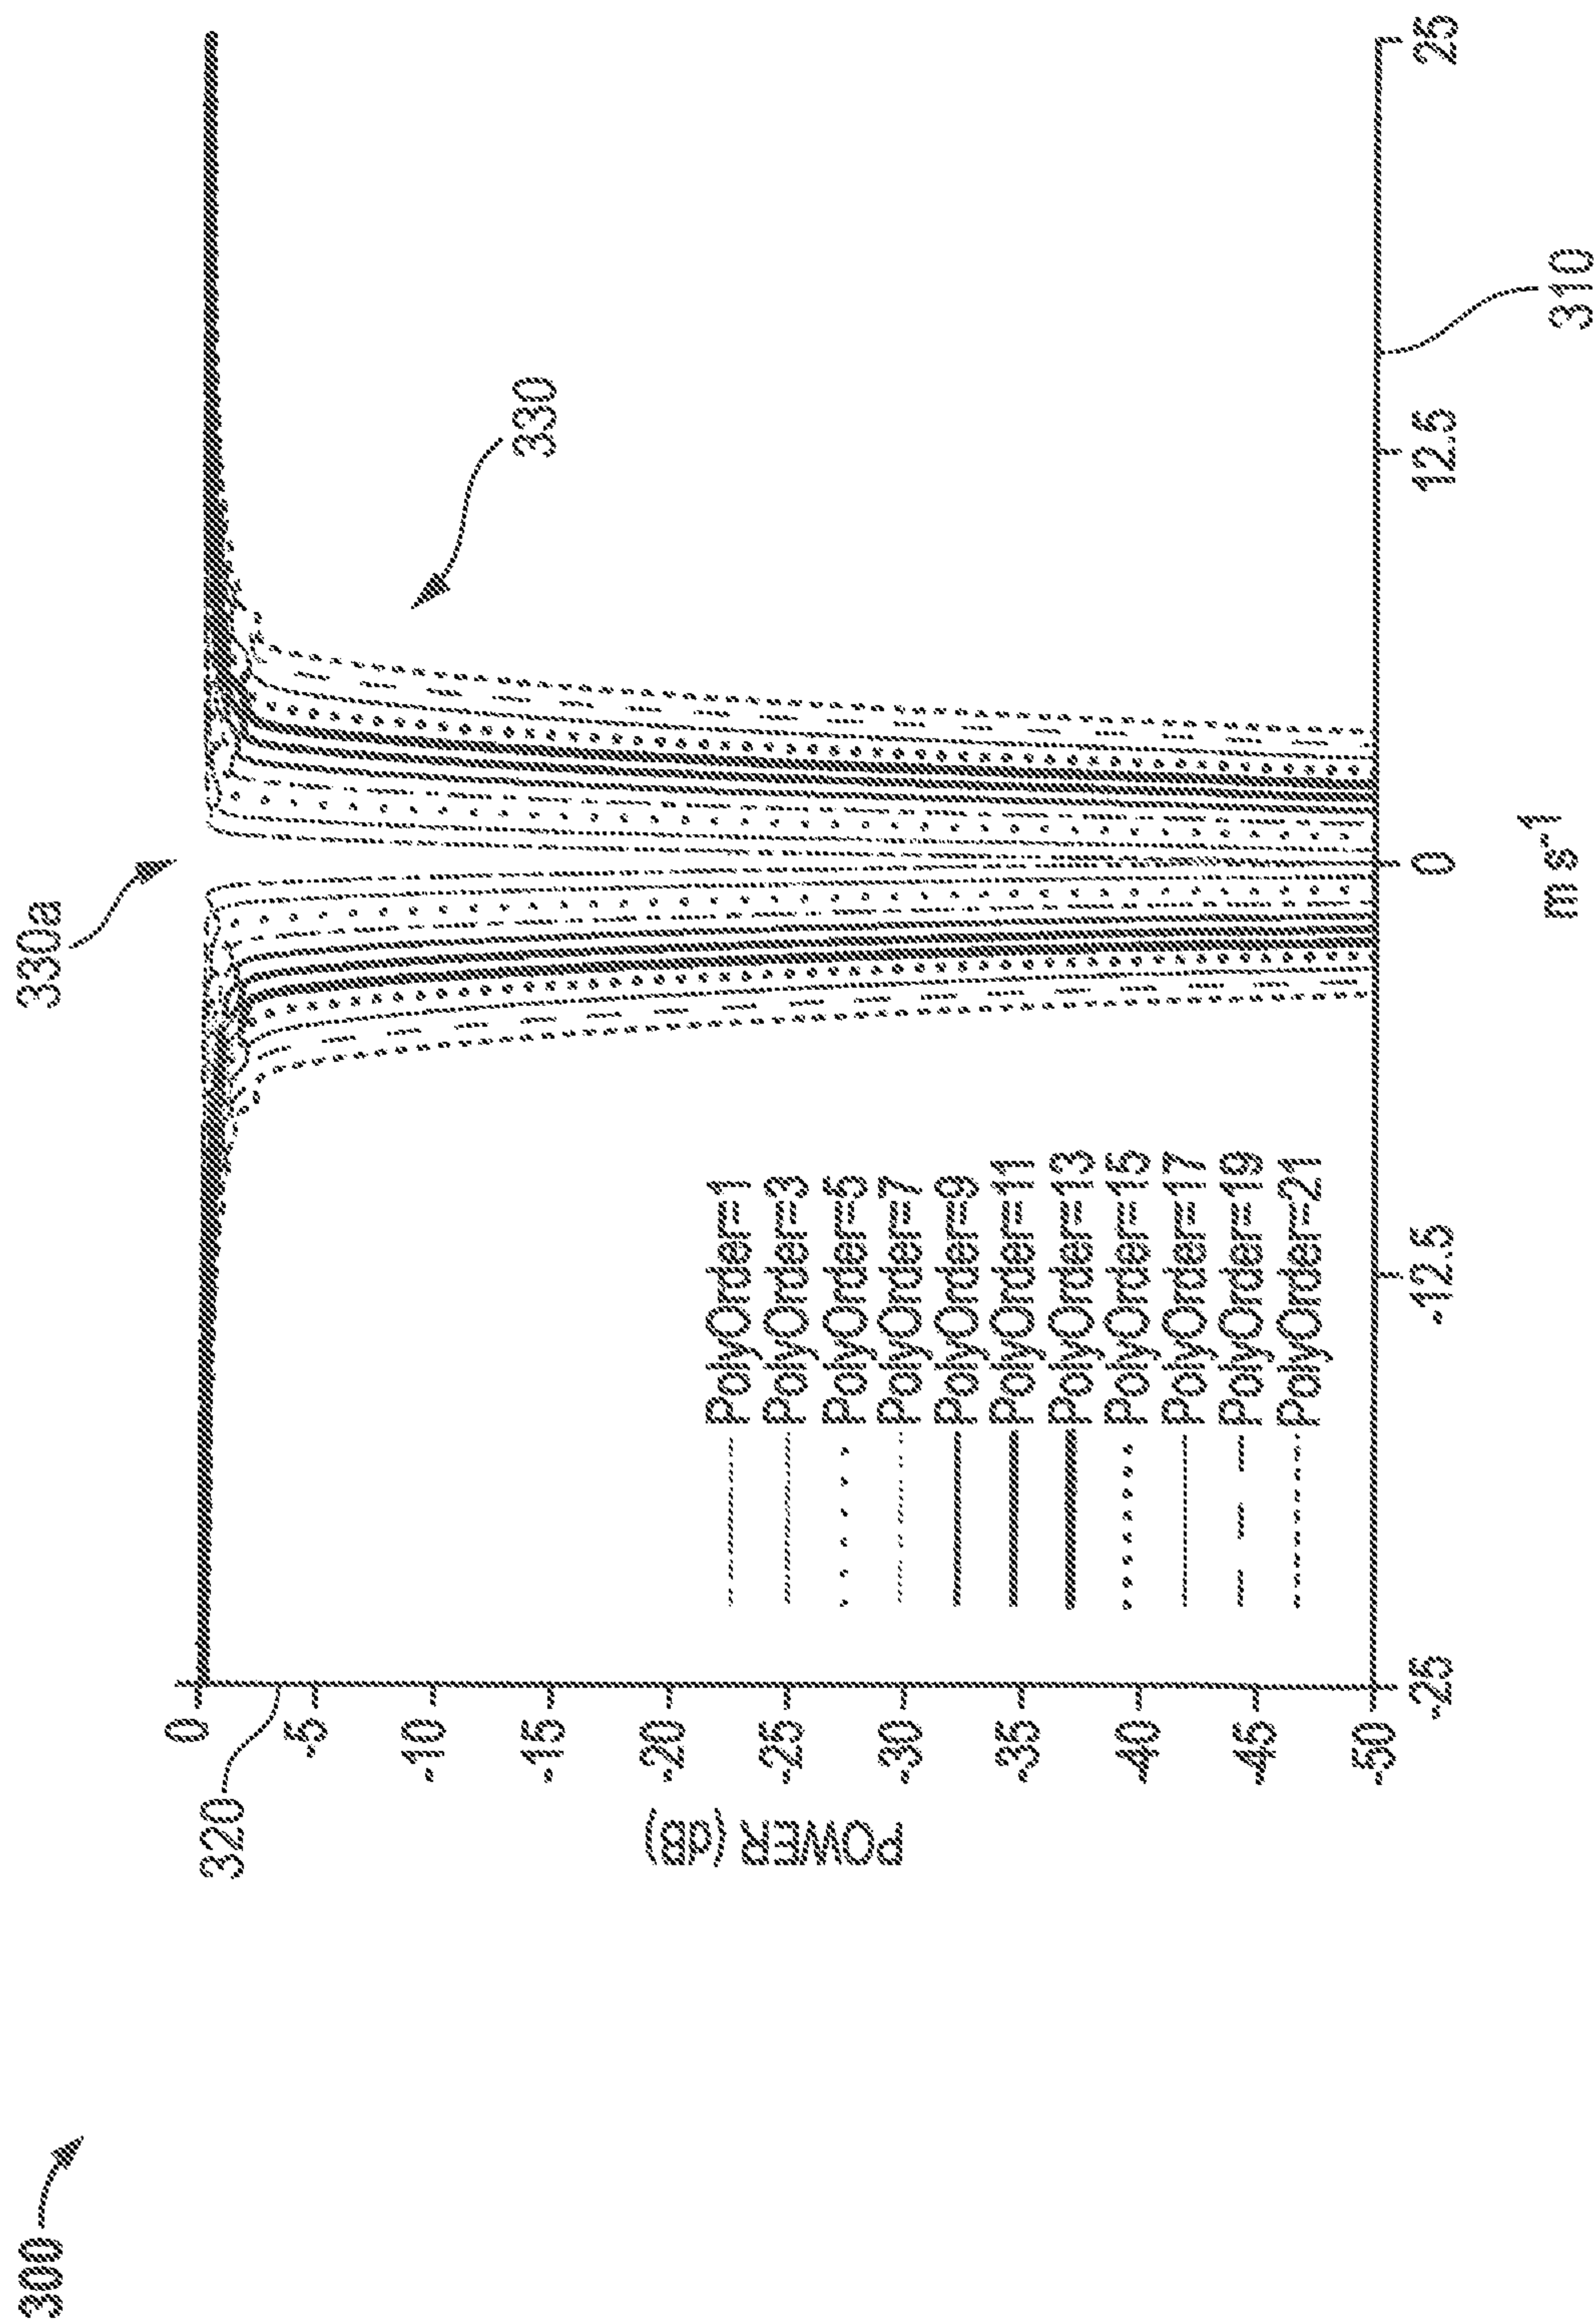 300
330a
330
320
0
-5
-10
-15
-20
-25
-30
-35
-40
-45
-50
POWER (dB)
PolyOrder=1
PolyOrder=3
PolyOrder=5
PolyOrder=7
PolyOrder=9
PolyOrder=11
PolyOrder=13
PolyOrder=15
PolyOrder=17
PolyOrder=19
PolyOrder=21
-25
-12.5
0
12.5
25
310
ms⁻¹